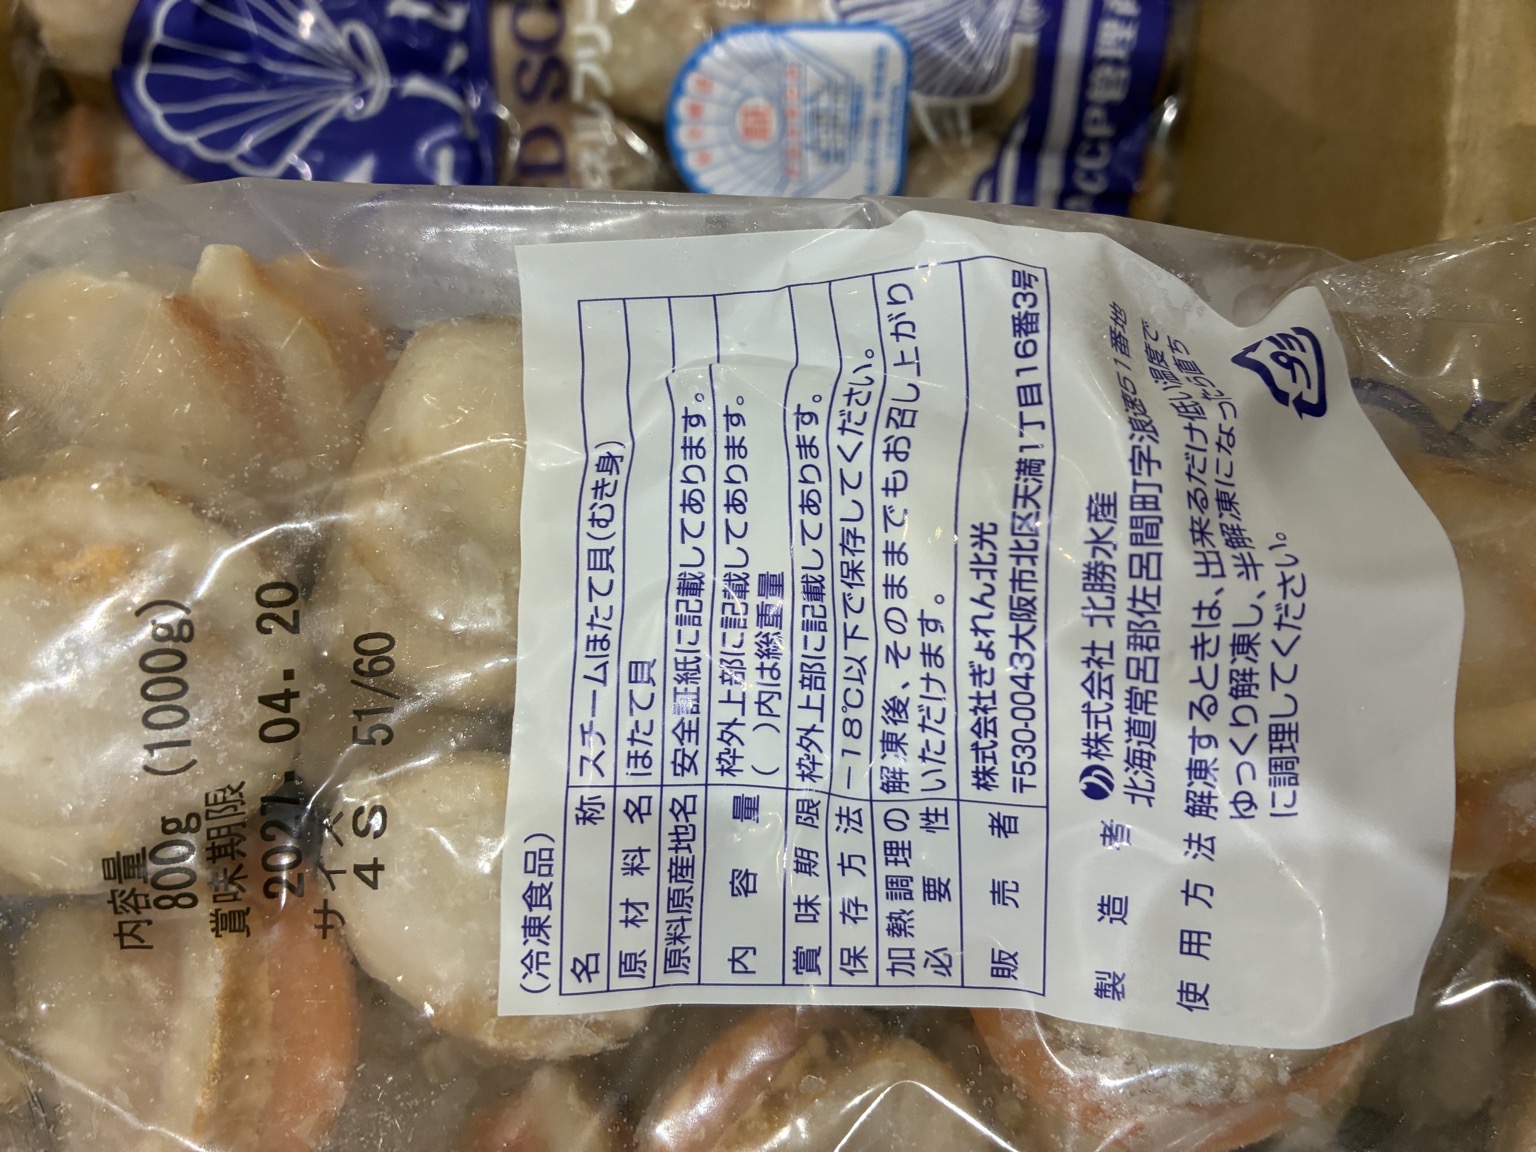 内容量
800g (1000g)
賞味期限
2027. 04. 20
サイズ
4S 51/60
(冷凍食品)
名称 スチームほたて貝(むき身)
原材料名 ほたて貝
原料原産地名 安全証紙に記載してあります。
内容量 枠外上部に記載してあります。
( )内は総重量
賞味期限 枠外上部に記載してあります。
保存方法 -18℃以下で保存してください。
加熱調理の必要性 解凍後、そのままでもお召し上がり
いただけます。
販売者 株式会社ぎょれん北光
〒530-0043大阪市北区天満1丁目16番3号
製造者 株式会社 北勝水産
北海道常呂郡佐呂間町字浪速51番地
使用方法 解凍するときは、出来るだけ低い温度で
ゆっくり解凍し、半解凍になったら直ち
に調理してください。
プラ
D SC
CCP管理